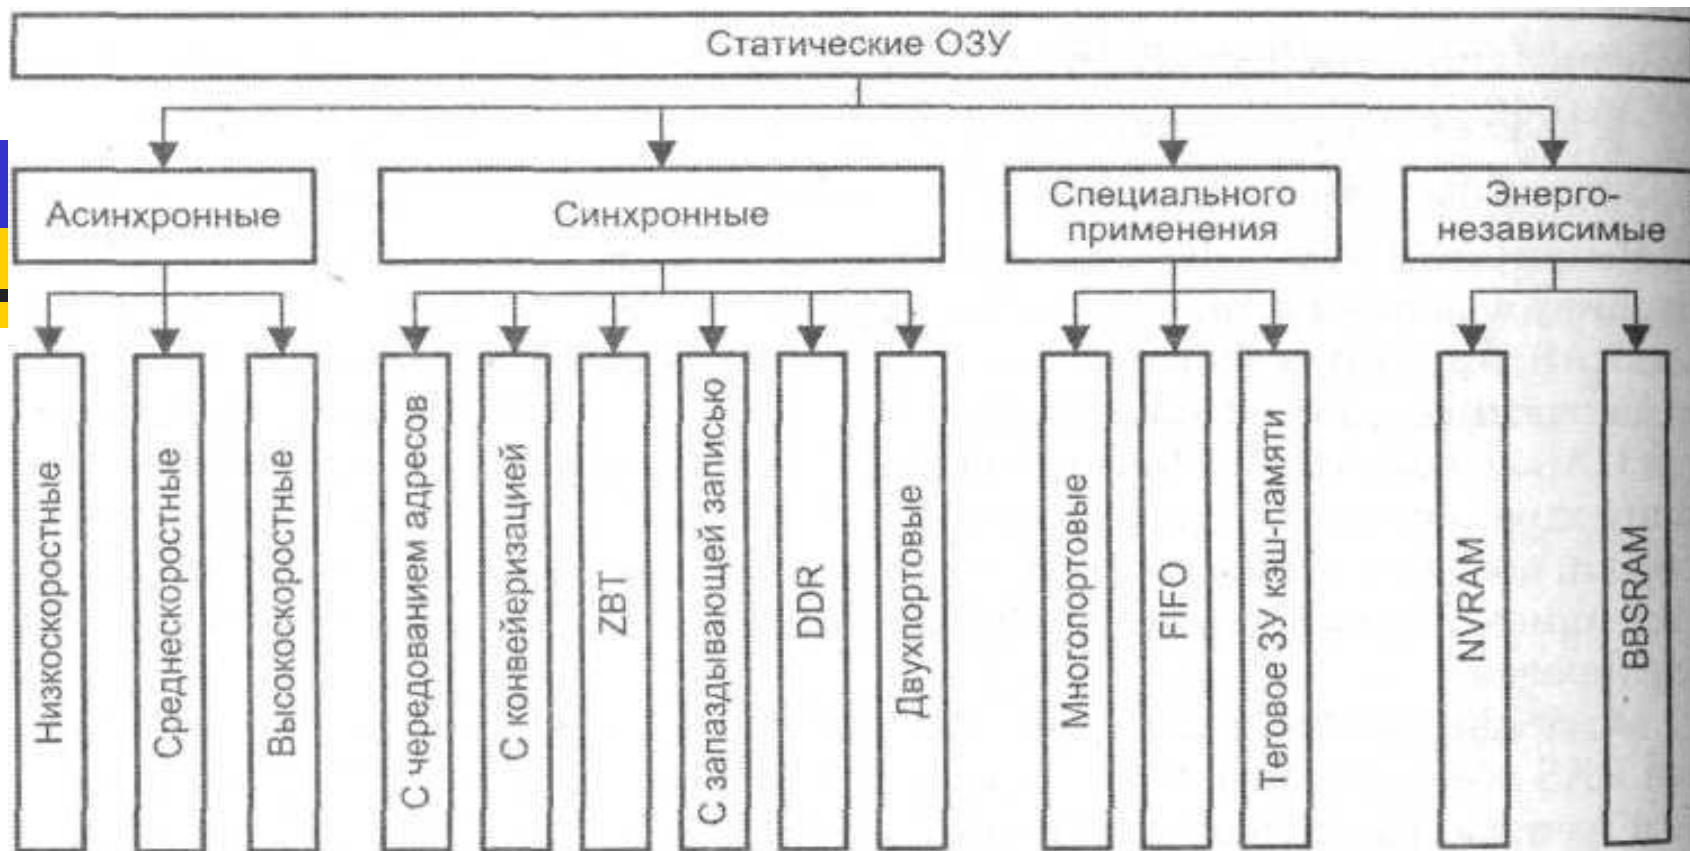 Статические ОЗУ
Асинхронные
Синхронные
Специального
применения
Энерго-
независимые
Низкоскоростные
Среднескоростные
Высокоскоростные
С чередованием адресов
С конвейеризацией
ZBT
С запаздывающей записью
DDR
Двухпортовые
Многопортовые
FIFO
Теговое ЗУ кэш-памяти
NVRAM
BBSRAM